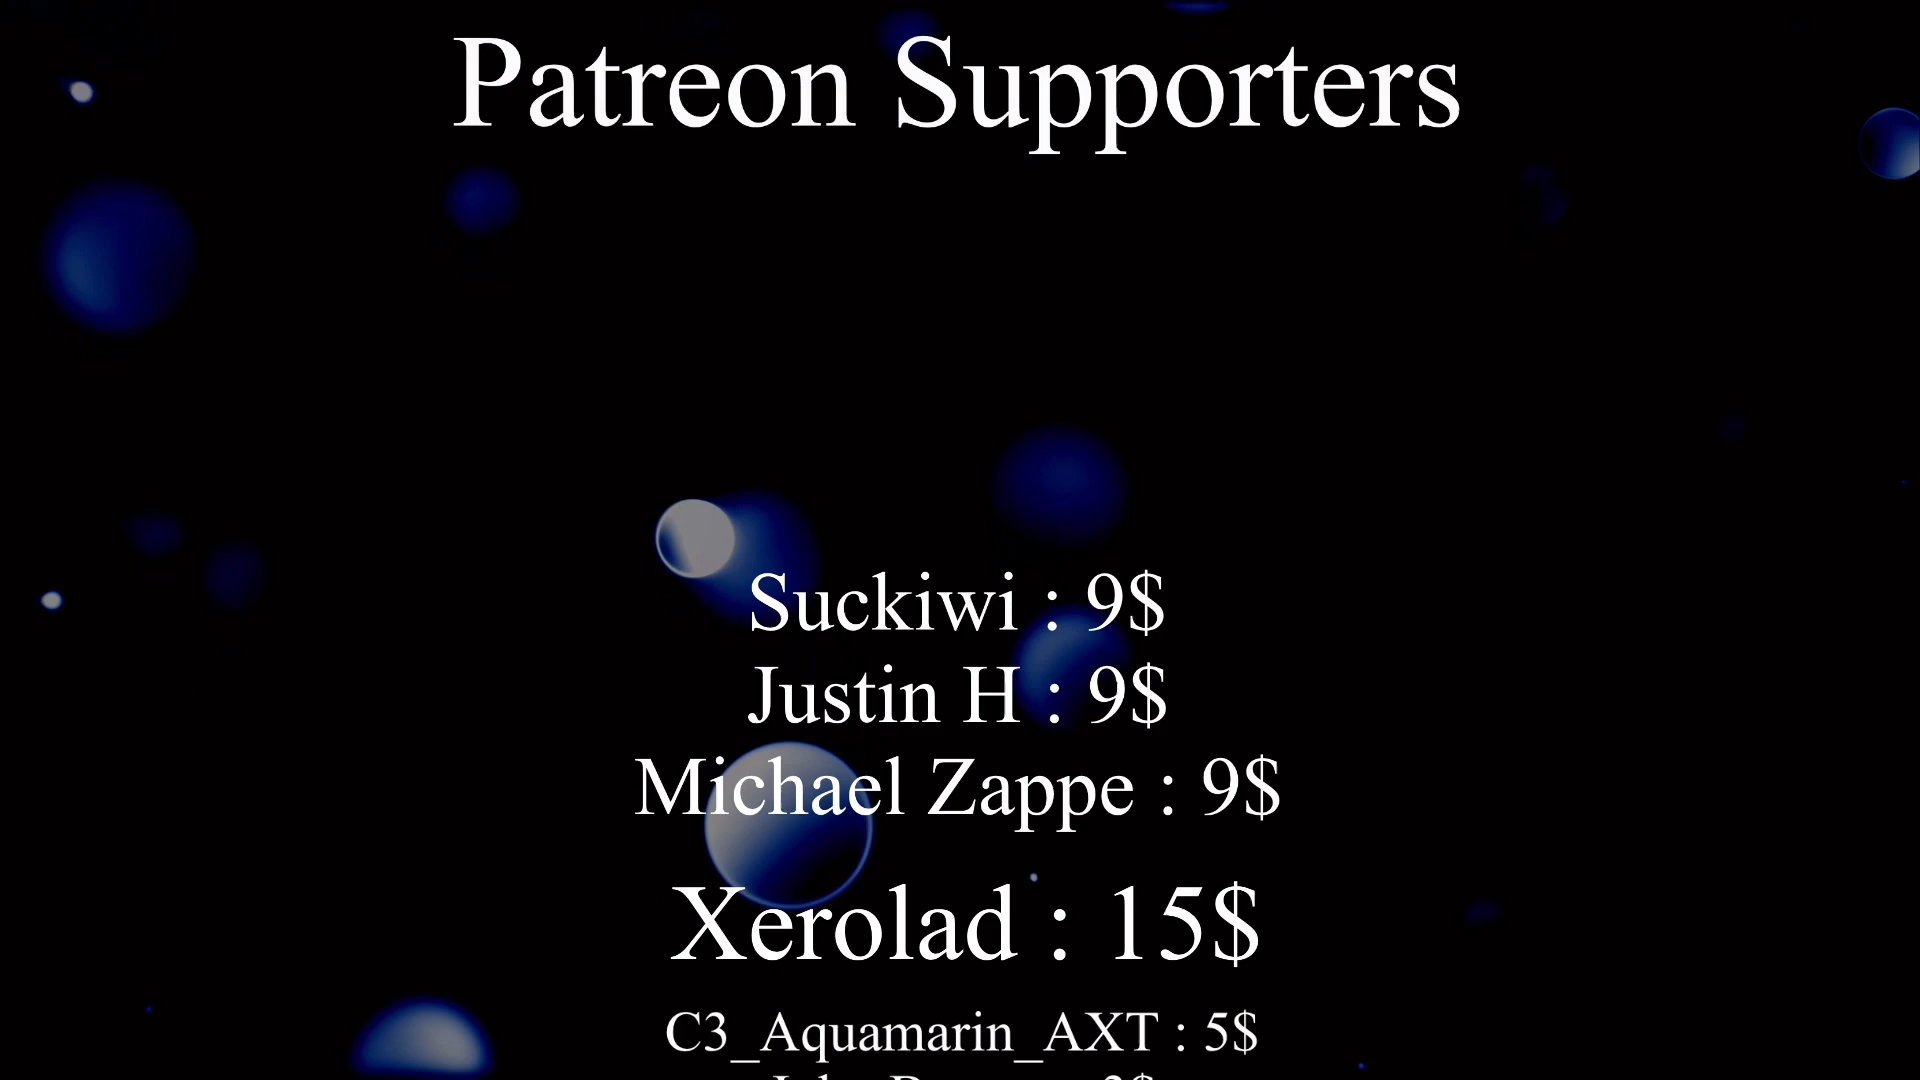 Patreon Supporters
Suckiwi : 9$
Justin H : 9$
Michael Zappe : 9$
Xerolad : 15$
C3_Aquamarin_AXT : 5$